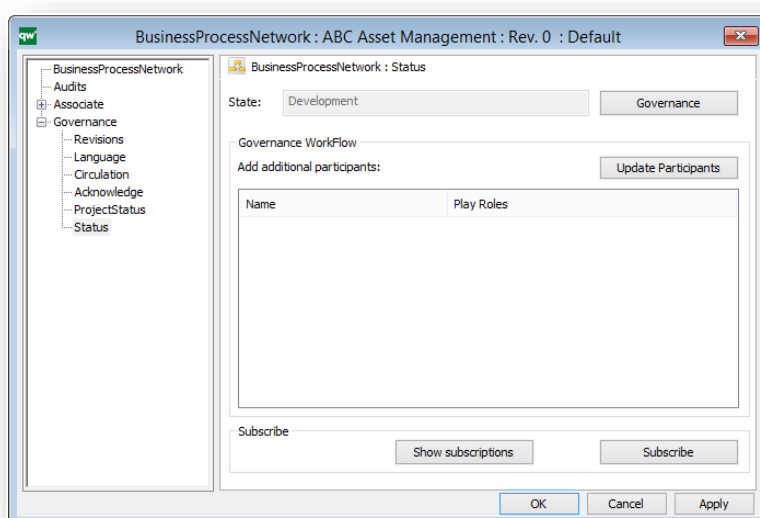 qw
BusinessProcessNetwork : ABC Asset Management : Rev. 0 : Default
BusinessProcessNetwork
Audits
Associate
Governance
Revisions
Language
Circulation
Acknowledge
ProjectStatus
Status
BusinessProcessNetwork : Status
State: Development Governance
Governance WorkFlow
Add additional participants: Update Participants
Name Play Roles
Subscribe
Show subscriptions Subscribe
OK Cancel Apply